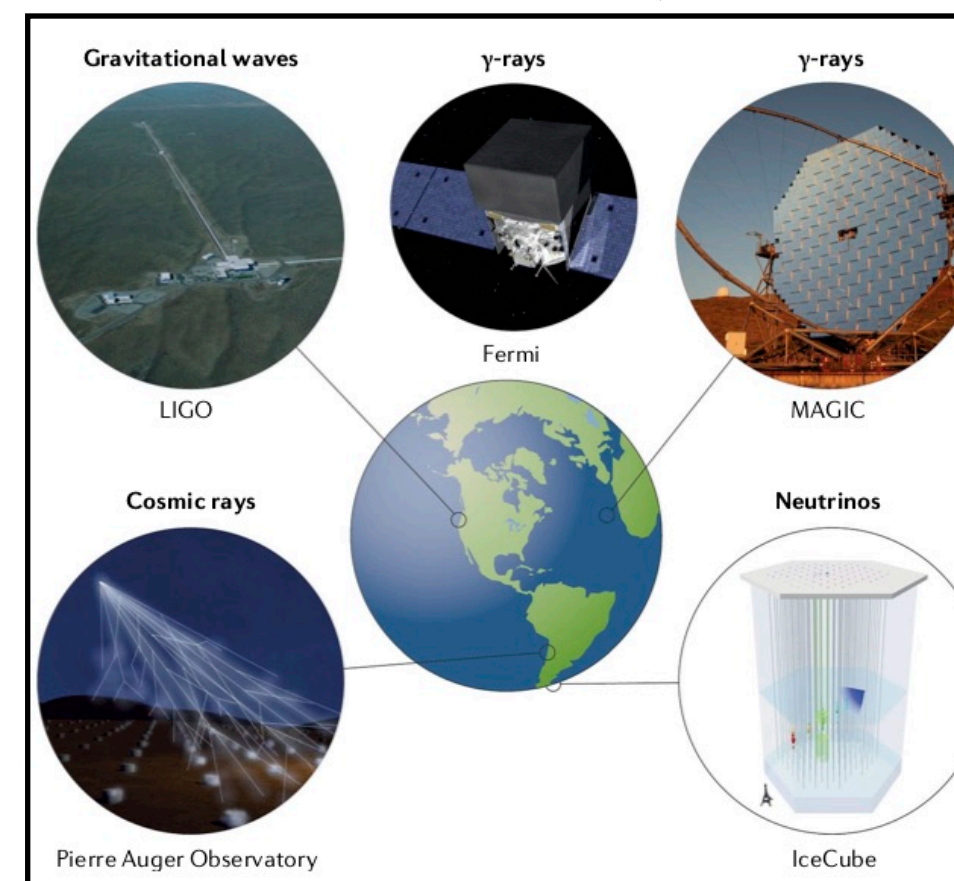 Gravitational waves
γ-rays
γ-rays
LIGO
Fermi
MAGIC
Cosmic rays
Neutrinos
Pierre Auger Observatory
IceCube